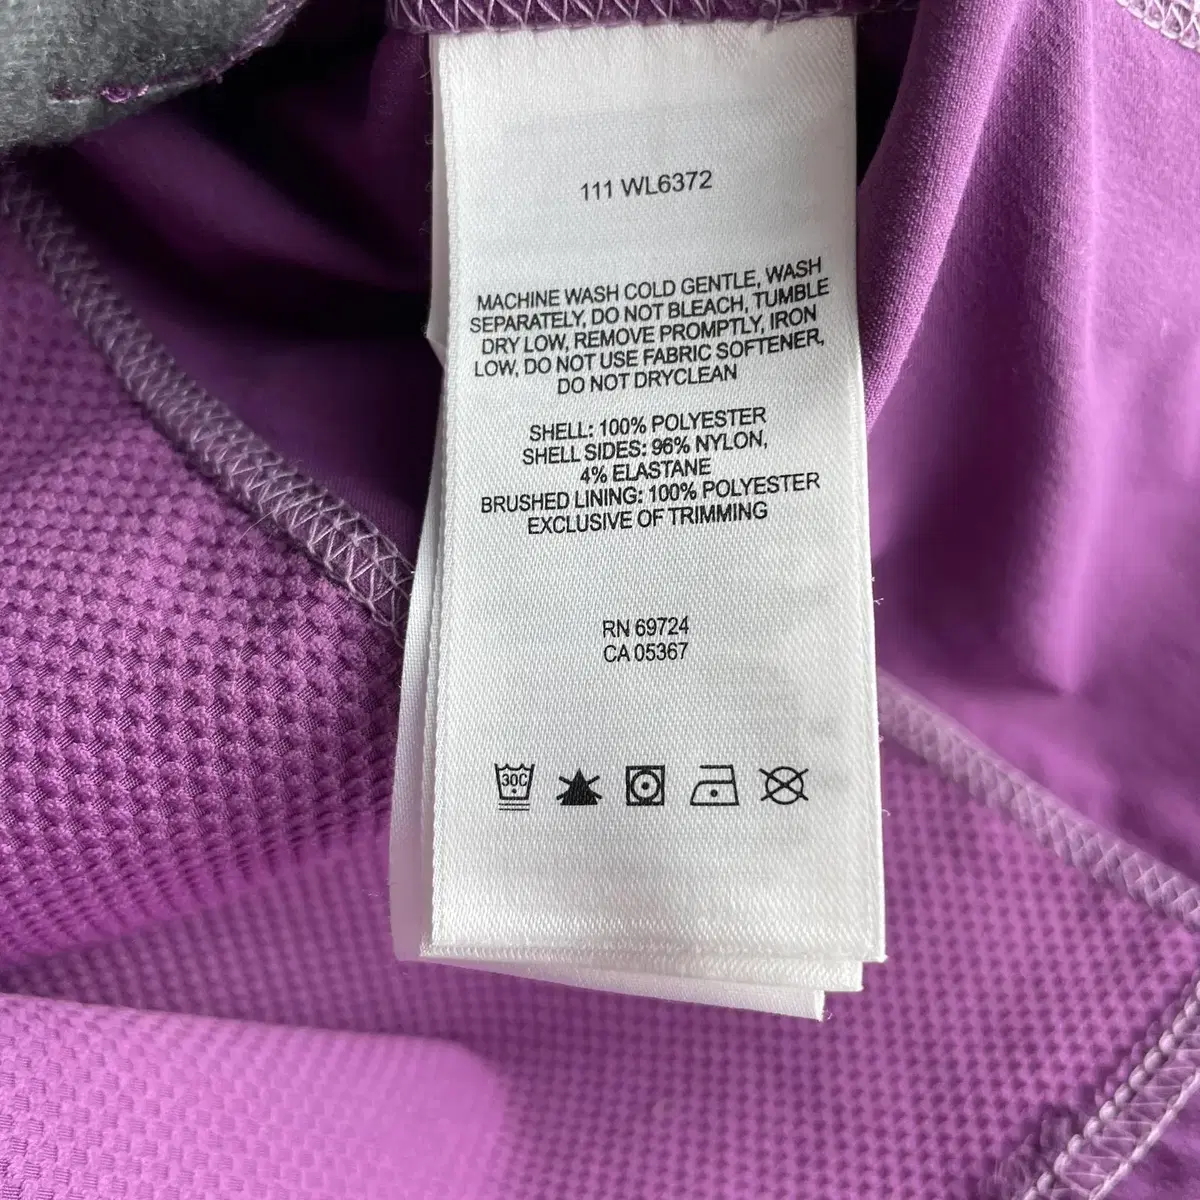 111 WL6372
MACHINE WASH COLD GENTLE, WASH
SEPARATELY, DO NOT BLEACH, TUMBLE
DRY LOW, REMOVE PROMPTLY, IRON
LOW, DO NOT USE FABRIC SOFTENER,
DO NOT DRYCLEAN
SHELL: 100% POLYESTER
SHELL SIDES: 96% NYLON,
4% ELASTANE
BRUSHED LINING: 100% POLYESTER
EXCLUSIVE OF TRIMMING
RN 69724
CA 05367
30C